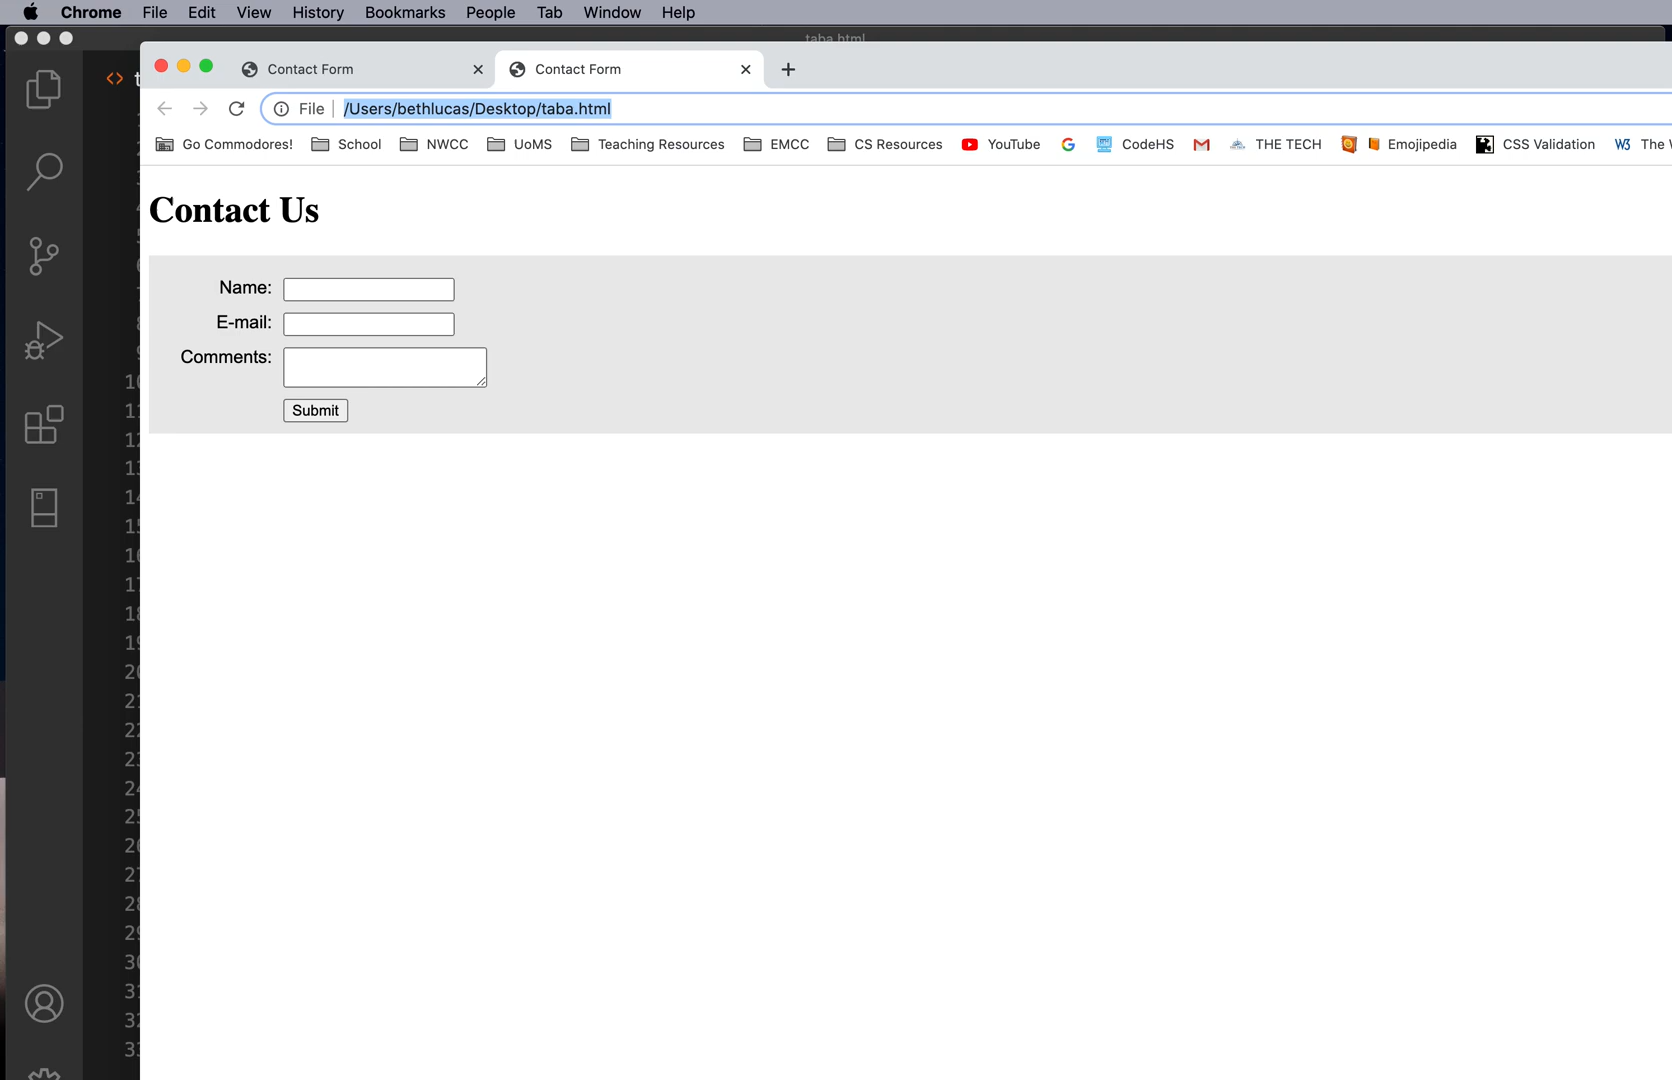 Chrome File Edit View History Bookmarks People Tab Window Help
taba.html
Contact Form Contact Form
File /Users/bethlucas/Desktop/taba.html
Go Commodores! School NWCC UoMS Teaching Resources EMCC CS Resources YouTube CodeHS THE TECH Emojipedia CSS Validation The
Contact Us
Name:
E-mail:
Comments:
Submit